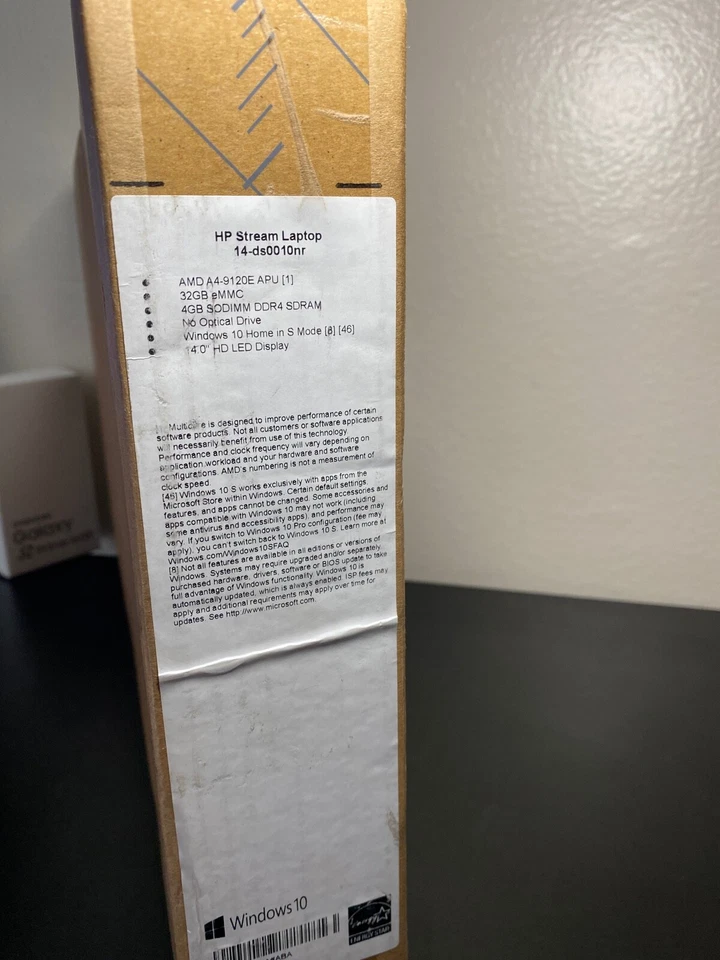 HP Stream Laptop
14-ds0010nr
AMD A4-9120E APU [1]
32GB eMMC
4GB SODIMM DDR4 SDRAM
No Optical Drive
Windows 10 Home in S Mode [8] [46]
14.0" HD LED Display
is designed to improve performance of certain
software products. Not all customers or software applications
will necessarily benefit from use of this technology.
Performance and clock frequency will vary depending on
application workload and your hardware and software
configurations. AMD's numbering is not a measurement of
clock speed.
[46] Windows 10 S works exclusively with apps from the
Microsoft Store within Windows. Certain default settings,
features, and apps cannot be changed. Some accessories and
apps compatible with Windows 10 may not work (including
some antivirus and accessibility apps), and performance may
vary. If you switch to Windows 10 Pro configuration (fee may
apply), you can't switch back to Windows 10 S. Learn more at
Windows.com/Windows10SFAQ
[8] Not all features are available in all editions or versions of
Windows. Systems may require upgraded and/or separately
purchased hardware, drivers, software or BIOS update to take
full advantage of Windows functionality. Windows 10 is
automatically updated, which is always enabled. ISP fees may
apply and additional requirements may apply over time for
updates. See http://www.microsoft.com.
Windows 10
ENERGY STAR
GALAXY